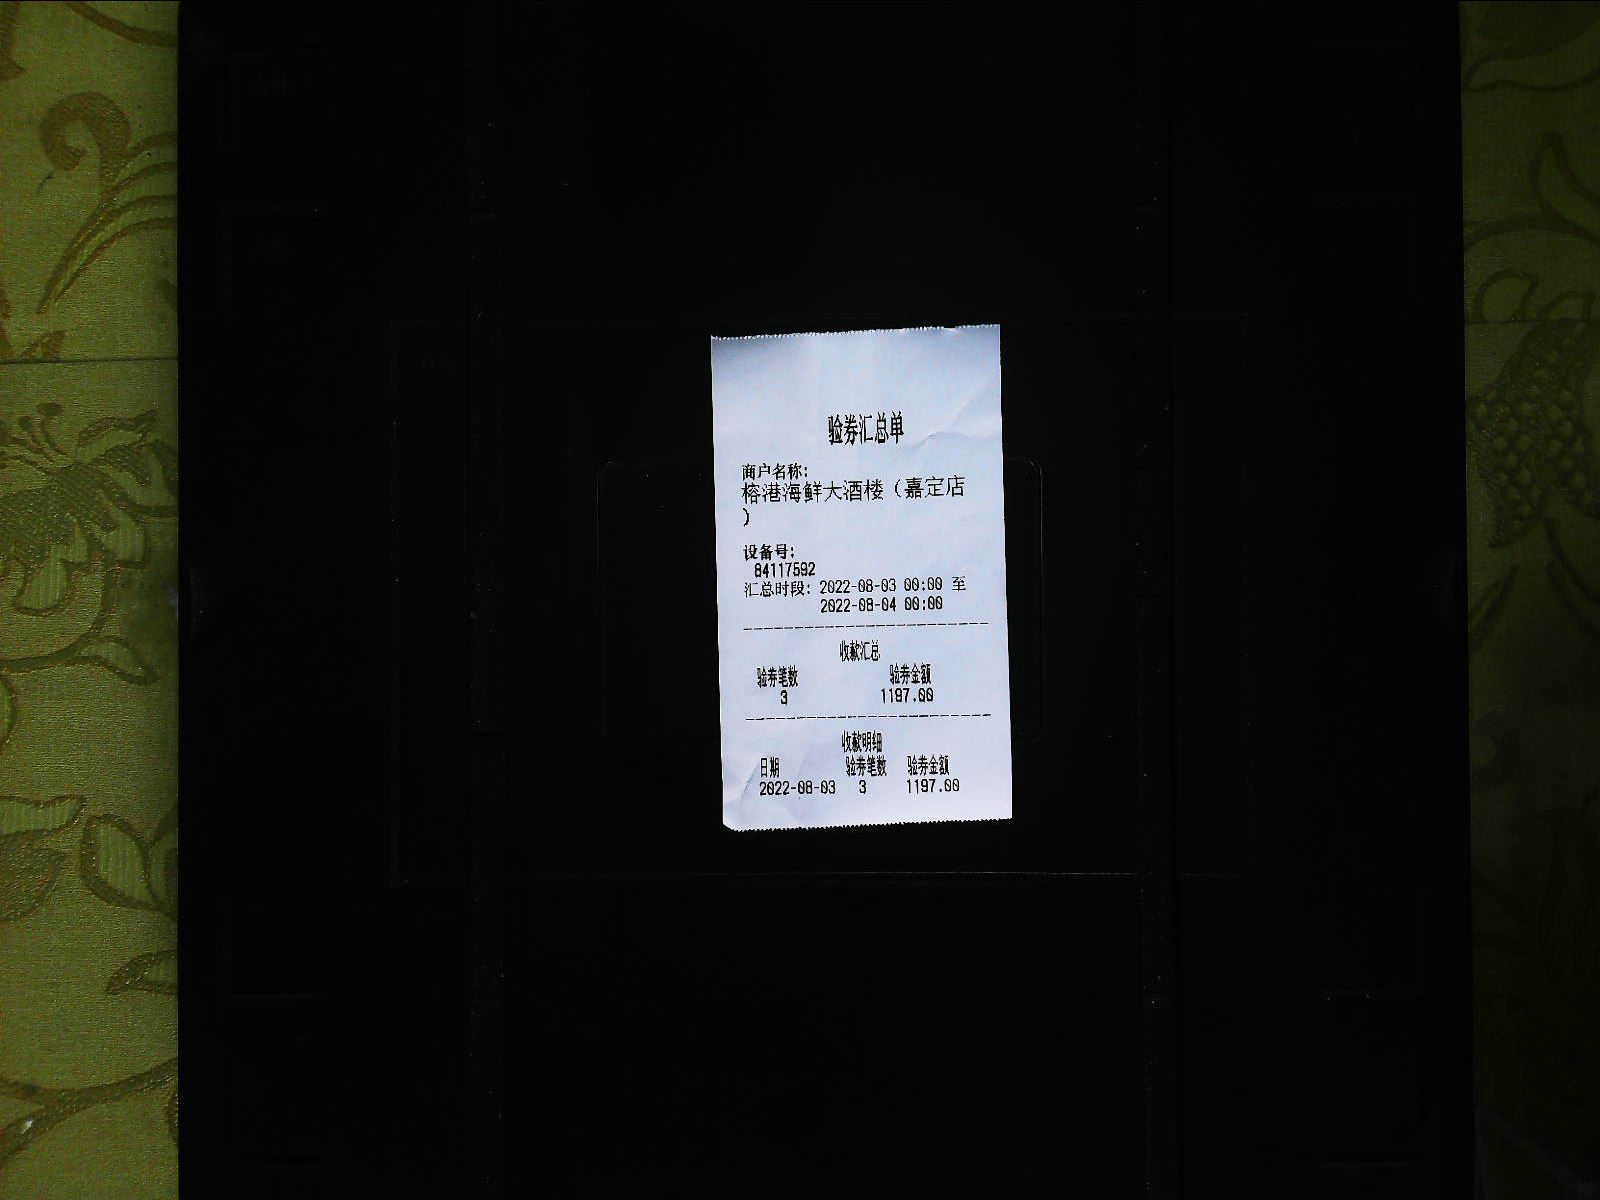 验券汇总单
商户名称:
榕港海鲜大酒楼（嘉定店
）
设备号:
84117592
汇总时段: 2022-08-03 00:00 至
2022-08-04 00:00
收款汇总
验券笔数 验券金额
3 1197.00
收款明细
日期 验券笔数 验券金额
2022-08-03 3 1197.00